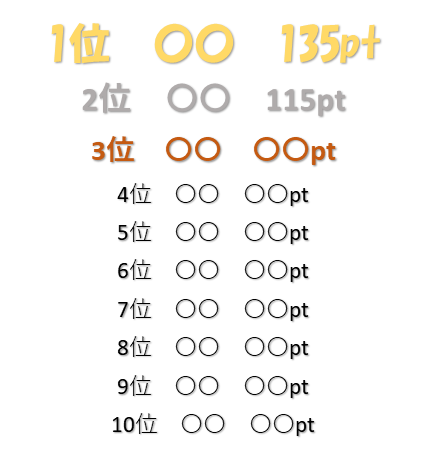 1位 〇〇 135pt
2位 〇〇 115pt
3位 〇〇 〇〇pt
4位 〇〇 〇〇pt
5位 〇〇 〇〇pt
6位 〇〇 〇〇pt
7位 〇〇 〇〇pt
8位 〇〇 〇〇pt
9位 〇〇 〇〇pt
10位 〇〇 〇〇pt